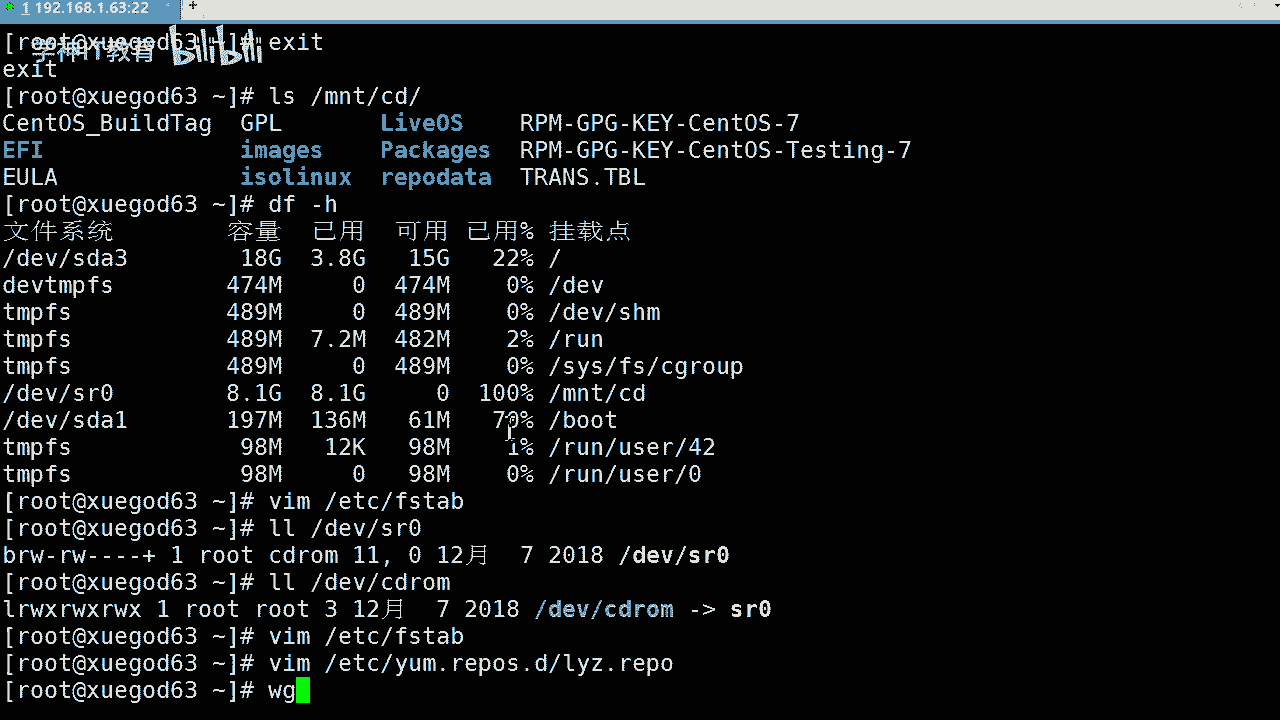 1 192.168.1.63:22 +
[root@xuegod63 ~]# exit
学神IT教育 bilibili
exit
[root@xuegod63 ~]# ls /mnt/cd/
CentOS_BuildTag GPL LiveOS RPM-GPG-KEY-CentOS-7
EFI images Packages RPM-GPG-KEY-CentOS-Testing-7
EULA isolinux repodata TRANS.TBL
[root@xuegod63 ~]# df -h
文件系统 容量 已用 可用 已用% 挂载点
/dev/sda3 18G 3.8G 15G 22% /
devtmpfs 474M 0 474M 0% /dev
tmpfs 489M 0 489M 0% /dev/shm
tmpfs 489M 7.2M 482M 2% /run
tmpfs 489M 0 489M 0% /sys/fs/cgroup
/dev/sr0 8.1G 8.1G 0 100% /mnt/cd
/dev/sda1 197M 136M 61M 70% /boot
tmpfs 98M 12K 98M 1% /run/user/42
tmpfs 98M 0 98M 0% /run/user/0
[root@xuegod63 ~]# vim /etc/fstab
[root@xuegod63 ~]# ll /dev/sr0
brw-rw----+ 1 root cdrom 11, 0 12月 7 2018 /dev/sr0
[root@xuegod63 ~]# ll /dev/cdrom
lrwxrwxrwx 1 root root 3 12月 7 2018 /dev/cdrom -> sr0
[root@xuegod63 ~]# vim /etc/fstab
[root@xuegod63 ~]# vim /etc/yum.repos.d/lyz.repo
[root@xuegod63 ~]# wg